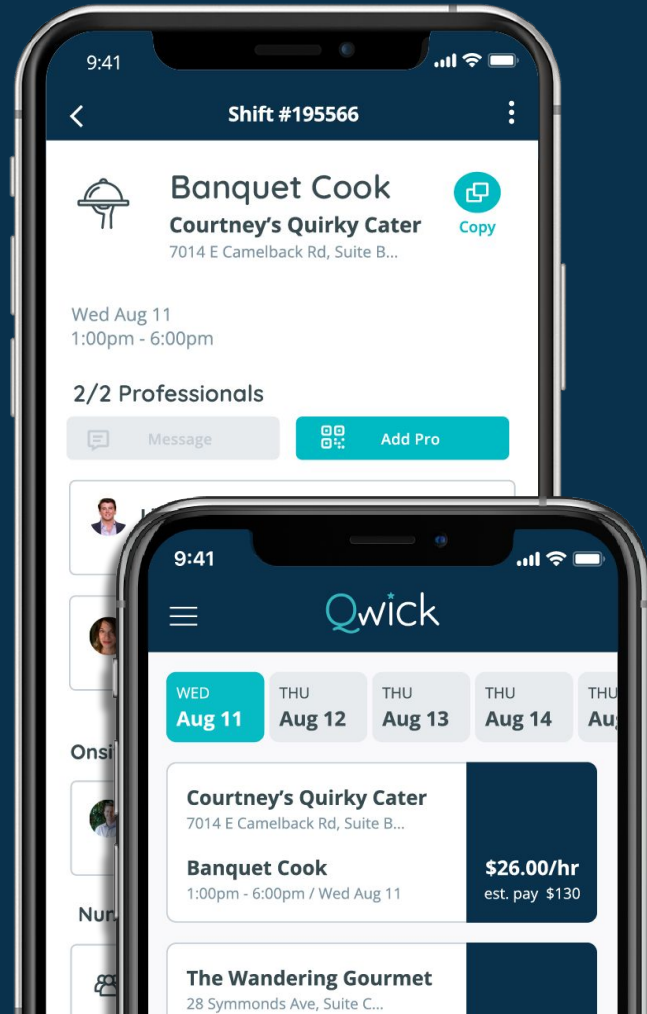 9:41
Shift #195566
Banquet Cook
Courtney's Quirky Cater
7014 E Camelback Rd, Suite B...
Copy
Wed Aug 11
1:00pm - 6:00pm
2/2 Professionals
Message
Add Pro
9:41
Qwick
WED
Aug 11
THU
Aug 12
THU
Aug 13
THU
Aug 14
THU
Courtney's Quirky Cater
7014 E Camelback Rd, Suite B...
Banquet Cook
1:00pm - 6:00pm / Wed Aug 11
$26.00/hr
est. pay $130
The Wandering Gourmet
28 Symmonds Ave, Suite C...